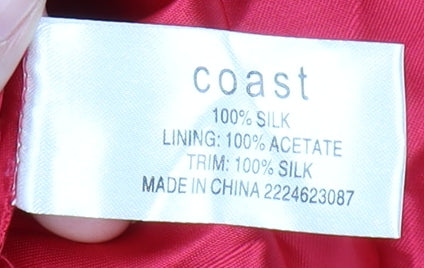 coast
100% SILK
LINING: 100% ACETATE
TRIM: 100% SILK
MADE IN CHINA 2224623087